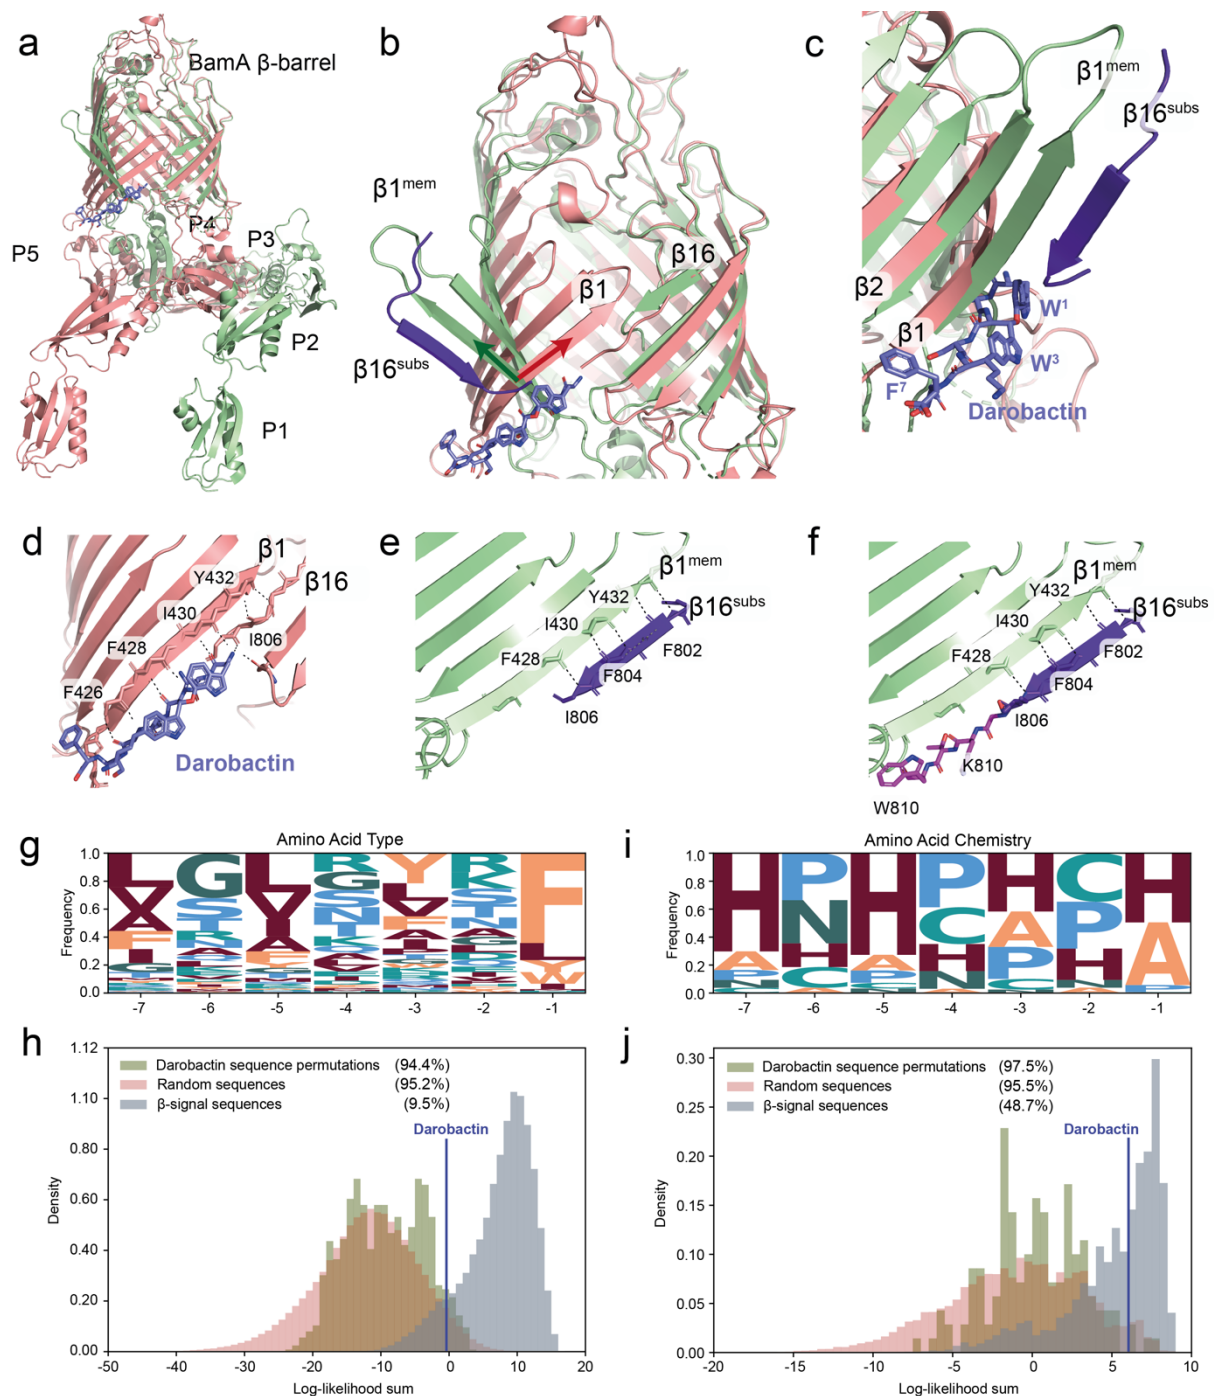 a
BamA β-barrel
P5
P4
P3
P2
P1
b
β1mem
β16
β1
β16subs
c
β1mem
β16subs
β2
β1
W1
W3
F7
Darobactin
d
β1
β16
Y432
I430
I806
F428
F426
Darobactin
e
β1mem
Y432
β16subs
I430
F802
F428
F804
I806
f
β1mem
Y432
β16subs
I430
F802
F428
F804
I806
K810
W810
g
Amino Acid Type
Frequency
1.0
0.8
0.6
0.4
0.2
0.0
-7 -6 -5 -4 -3 -2 -1
i
Amino Acid Chemistry
Frequency
1.0
0.8
0.6
0.4
0.2
0.0
H P H P H C H
N C A P A
A H A H P H
P C P N C N P
-7 -6 -5 -4 -3 -2 -1
h
1.12
1.10
0.80
0.60
0.40
0.20
0.00
Density
Darobactin sequence permutations (94.4%)
Random sequences (95.2%)
β-signal sequences (9.5%)
Darobactin
-50 -40 -30 -20 -10 0 10 20
Log-likelihood sum
j
0.30
0.25
0.20
0.15
0.10
0.05
0.00
Density
Darobactin sequence permutations (97.5%)
Random sequences (95.5%)
β-signal sequences (48.7%)
Darobactin
-20 -15 -10 -5 0 5 10
Log-likelihood sum